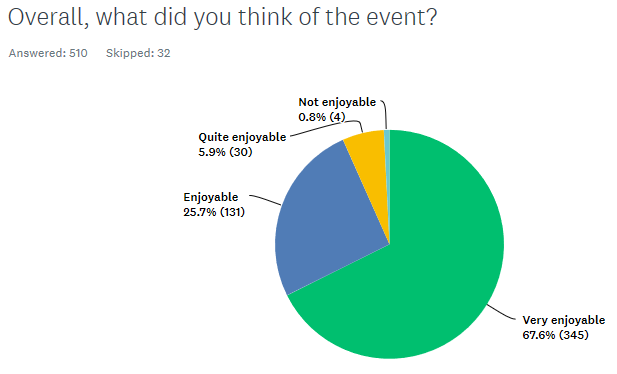 Overall, what did you think of the event?
Answered: 510 Skipped: 32
Not enjoyable
0.8% (4)
Quite enjoyable
5.9% (30)
Enjoyable
25.7% (131)
Very enjoyable
67.6% (345)